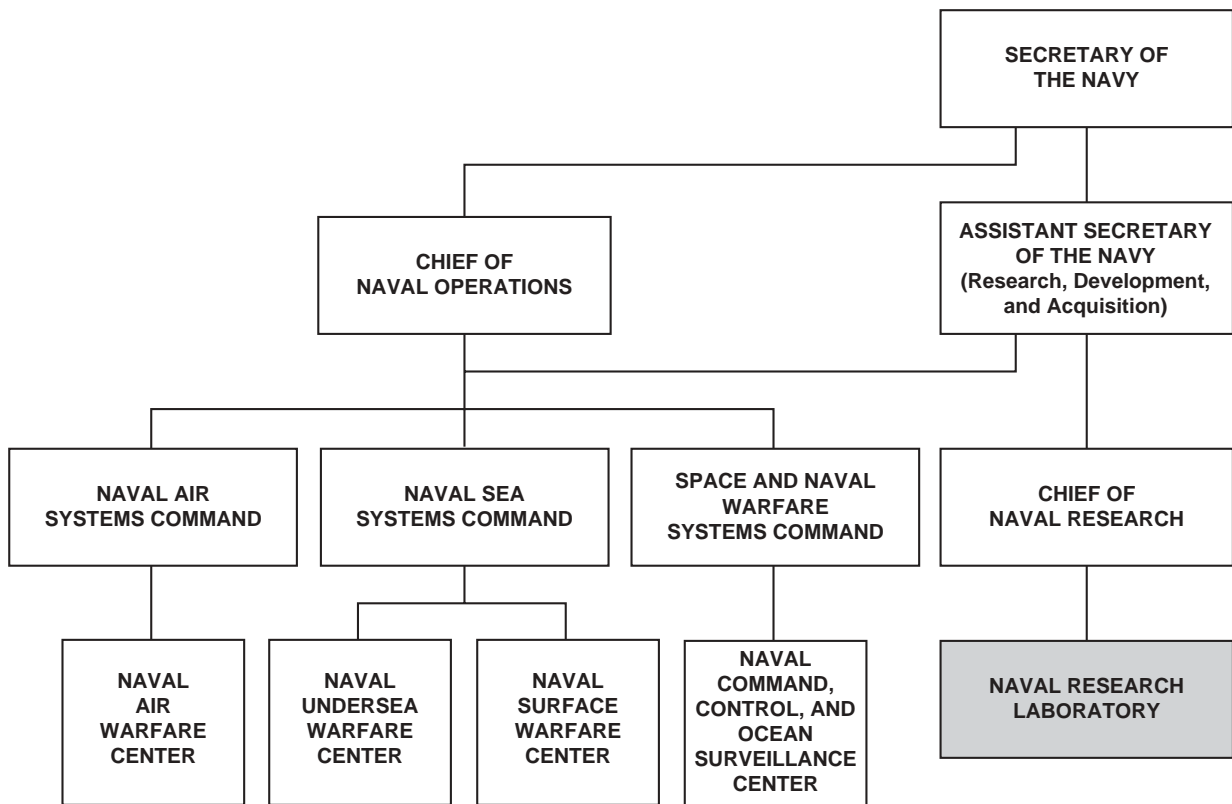 SECRETARY OF
THE NAVY
CHIEF OF
NAVAL OPERATIONS
ASSISTANT SECRETARY
OF THE NAVY
(Research, Development,
and Acquisition)
NAVAL AIR
SYSTEMS COMMAND
NAVAL SEA
SYSTEMS COMMAND
SPACE AND NAVAL
WARFARE
SYSTEMS COMMAND
CHIEF OF
NAVAL RESEARCH
NAVAL
AIR
WARFARE
CENTER
NAVAL
UNDERSEA
WARFARE
CENTER
NAVAL
SURFACE
WARFARE
CENTER
NAVAL
COMMAND,
CONTROL, AND
OCEAN
SURVEILLANCE
CENTER
NAVAL RESEARCH
LABORATORY